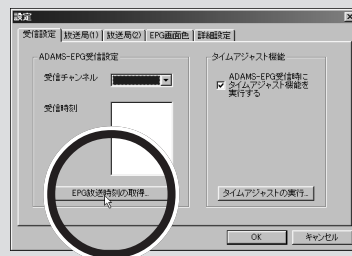 設定
受信設定 放送局(1) 放送局(2) EPG画面色 詳細設定
ADAMS-EPG受信設定
受信チャンネル
受信時刻
EPG放送時刻の取得...
タイムアジャスト機能
ADAMS-EPG受信時に
タイムアジャスト機能を
実行する
タイムアジャストの実行...
OK キャンセル